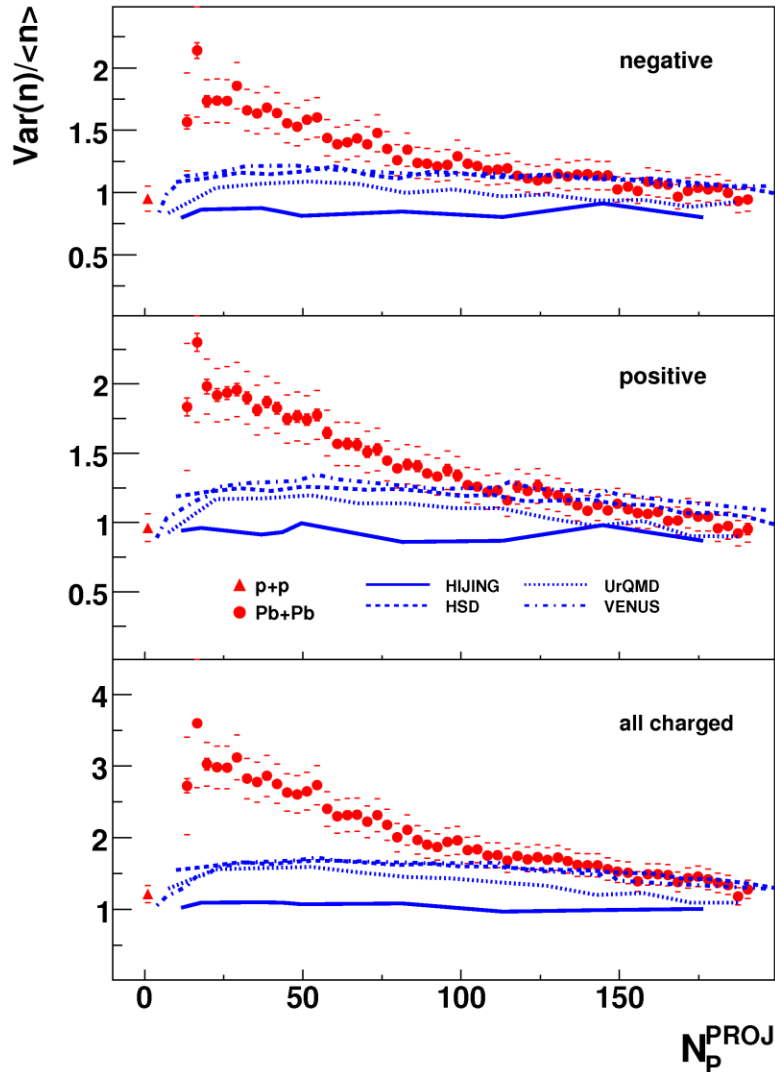 Var(n)/<n>
negative
2
1.5
1
0.5
positive
2
1.5
1
0.5
p+p
Pb+Pb
HIJING
HSD
UrQMD
VENUS
all charged
4
3
2
1
0 50 100 150
N_P^PROJ